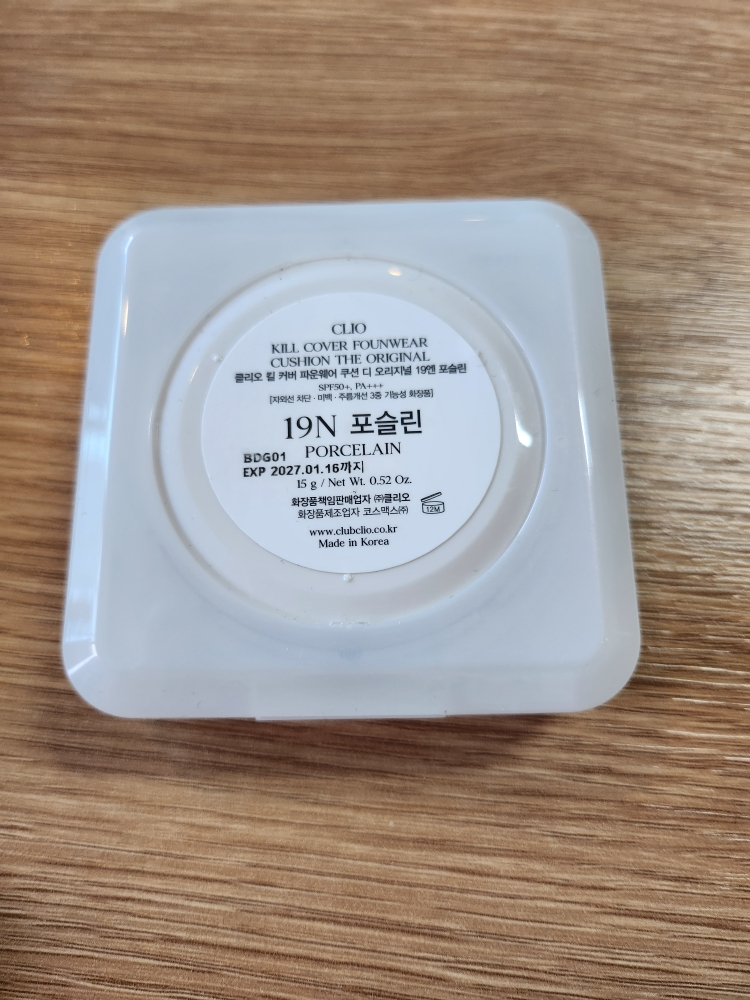 CLIO
KILL COVER FOUNWEAR
CUSHION THE ORIGINAL
클리오 킬 커버 파운웨어 쿠션 디 오리지널 19엔 포슬린
SPF50+, PA+++
[자외선 차단 · 미백 · 주름개선 3중 기능성 화장품]
19N 포슬린
PORCELAIN
BDG01
EXP 2027.01.16까지
15 g / Net Wt. 0.52 Oz.
화장품책임판매업자 ㈜클리오
화장품제조업자 코스맥스㈜
12M
www.clubclio.co.kr
Made in Korea